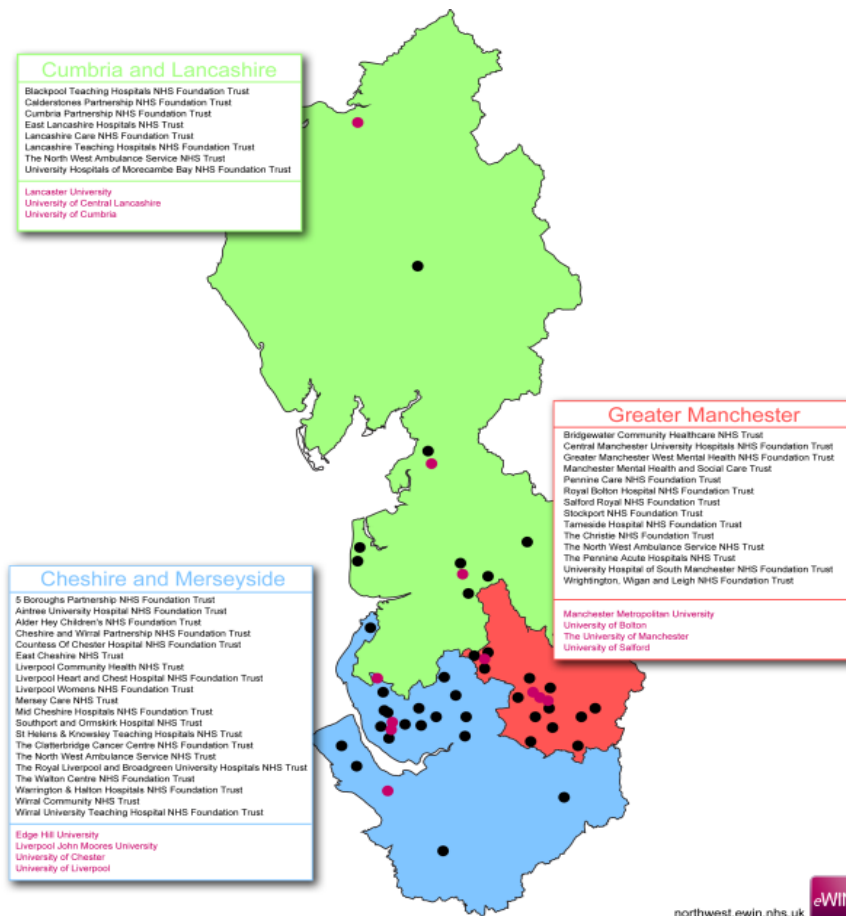 Cumbria and Lancashire
Blackpool Teaching Hospitals NHS Foundation Trust
Calderstones Partnership NHS Foundation Trust
Cumbria Partnership NHS Foundation Trust
East Lancashire Hospitals NHS Trust
Lancashire Care NHS Foundation Trust
Lancashire Teaching Hospitals NHS Foundation Trust
The North West Ambulance Service NHS Trust
University Hospitals of Morecambe Bay NHS Foundation Trust
Lancaster University
University of Central Lancashire
University of Cumbria
Greater Manchester
Bridgewater Community Healthcare NHS Trust
Central Manchester University Hospitals NHS Foundation Trust
Greater Manchester West Mental Health NHS Foundation Trust
Manchester Mental Health and Social Care Trust
Pennine Care NHS Foundation Trust
Royal Bolton Hospital NHS Foundation Trust
Salford Royal NHS Foundation Trust
Stockport NHS Foundation Trust
Tameside Hospital NHS Foundation Trust
The Christie NHS Foundation Trust
The North West Ambulance Service NHS Trust
The Pennine Acute Hospitals NHS Trust
University Hospital of South Manchester NHS Foundation Trust
Wrightington, Wigan and Leigh NHS Foundation Trust
Manchester Metropolitan University
University of Bolton
The University of Manchester
University of Salford
Cheshire and Merseyside
5 Boroughs Partnership NHS Foundation Trust
Aintree University Hospital NHS Foundation Trust
Alder Hey Children's NHS Foundation Trust
Cheshire and Wirral Partnership NHS Foundation Trust
Countess Of Chester Hospital NHS Foundation Trust
East Cheshire NHS Trust
Liverpool Community Health NHS Trust
Liverpool Heart and Chest Hospital NHS Foundation Trust
Liverpool Womens NHS Foundation Trust
Mersey Care NHS Trust
Mid Cheshire Hospitals NHS Foundation Trust
Southport and Ormskirk Hospital NHS Trust
St Helens & Knowsley Teaching Hospitals NHS Trust
The Clatterbridge Cancer Centre NHS Foundation Trust
The North West Ambulance Service NHS Trust
The Royal Liverpool and Broadgreen University Hospitals NHS Trust
The Walton Centre NHS Foundation Trust
Warrington & Halton Hospitals NHS Foundation Trust
Wirral Community NHS Trust
Wirral University Teaching Hospital NHS Foundation Trust
Edge Hill University
Liverpool John Moores University
University of Chester
University of Liverpool
northwest.ewin.nhs.uk
eWIN